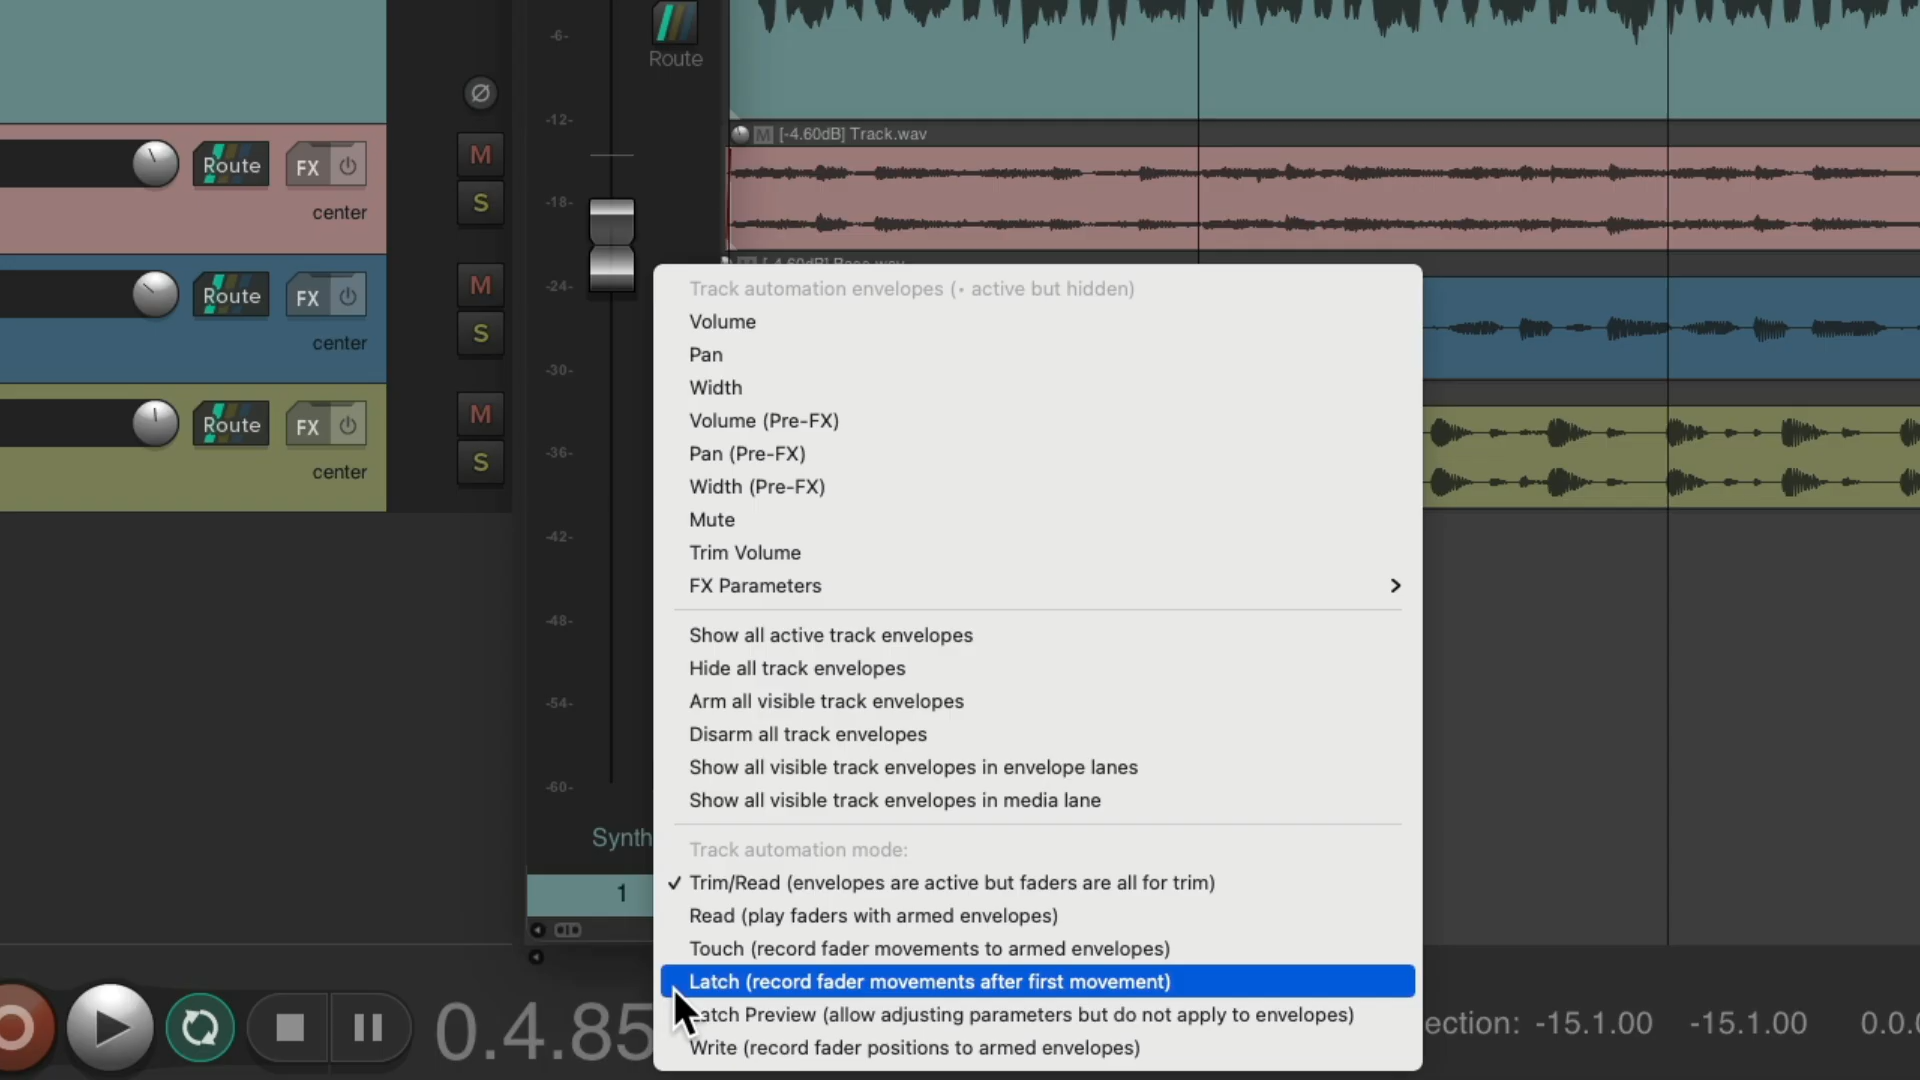 -6-
Route
-12-
[-4.60dB] Track.wav
Route
FX
M
S
center
-18-
-24-
Route
FX
M
S
center
-30-
Route
FX
M
S
center
-36-
-42-
-48-
-54-
-60-
Synth
1
Track automation envelopes (• active but hidden)
Volume
Pan
Width
Volume (Pre-FX)
Pan (Pre-FX)
Width (Pre-FX)
Mute
Trim Volume
FX Parameters
Show all active track envelopes
Hide all track envelopes
Arm all visible track envelopes
Disarm all track envelopes
Show all visible track envelopes in envelope lanes
Show all visible track envelopes in media lane
Track automation mode:
✓ Trim/Read (envelopes are active but faders are all for trim)
Read (play faders with armed envelopes)
Touch (record fader movements to armed envelopes)
Latch (record fader movements after first movement)
atch Preview (allow adjusting parameters but do not apply to envelopes)
Write (record fader positions to armed envelopes)
0.4.85
ection: -15.1.00 -15.1.00 0.0.0